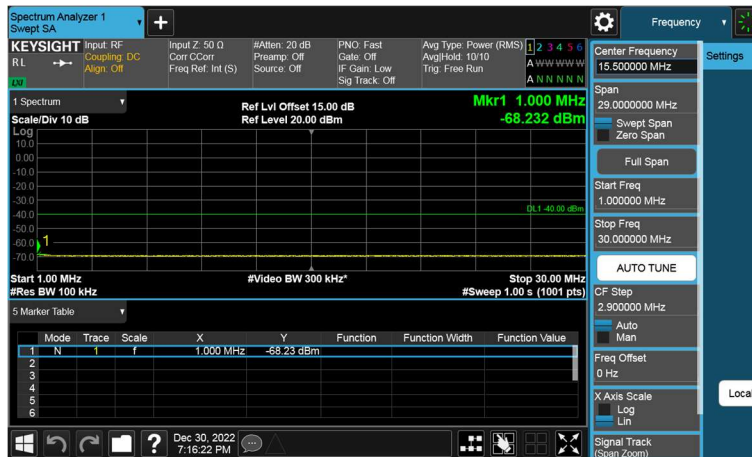 Spectrum Analyzer 1
Swept SA
Frequency
KEYSIGHT
RL
LXI
Input: RF
Coupling: DC
Align: Off
Input Z: 50 Ω
Corr CCorr
Freq Ref: Int (S)
#Atten: 20 dB
Preamp: Off
Source: Off
PNO: Fast
Gate: Off
IF Gain: Low
Sig Track: Off
Avg Type: Power (RMS)
Avg|Hold: 10/10
Trig: Free Run
1 2 3 4 5 6
A W W W W W
A N N N N N
1 Spectrum
Scale/Div 10 dB
Ref Lvl Offset 15.00 dB
Ref Level 20.00 dBm
Mkr1 1.000 MHz
-68.232 dBm
Log
10.0
0.00
-10.0
-20.0
-30.0
-40.0
-50.0
-60.0
-70.0
DL1 -40.00 dBm
1
Start 1.00 MHz
#Video BW 300 kHz*
Stop 30.00 MHz
#Res BW 100 kHz
#Sweep 1.00 s (1001 pts)
5 Marker Table
Mode Trace Scale X Y Function Function Width Function Value
1 N 1 f 1.000 MHz -68.23 dBm
2
3
4
5
6
?
Dec 30, 2022
7:16:22 PM
Center Frequency
15.500000 MHz
Settings
Span
29.0000000 MHz
Swept Span
Zero Span
Full Span
Start Freq
1.000000 MHz
Stop Freq
30.000000 MHz
AUTO TUNE
CF Step
2.900000 MHz
Auto
Man
Freq Offset
0 Hz
X Axis Scale
Log
Lin
Local
Signal Track
(Span Zoom)